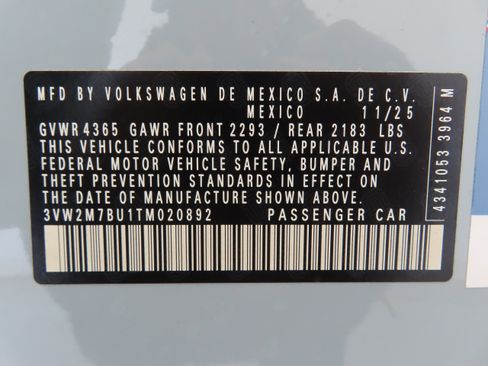 MFD BY VOLKSWAGEN DE MEXICO S.A. DE C.V.
MEXICO 11/25
GVWR 4365 GAWR FRONT 2293 / REAR 2183 LBS
THIS VEHICLE CONFORMS TO ALL APPLICABLE U.S.
FEDERAL MOTOR VEHICLE SAFETY, BUMPER AND
THEFT PREVENTION STANDARDS IN EFFECT ON
THE DATE OF MANUFACTURE SHOWN ABOVE.
3VW2M7BU1TM020892 PASSENGER CAR
4341053 3964 M